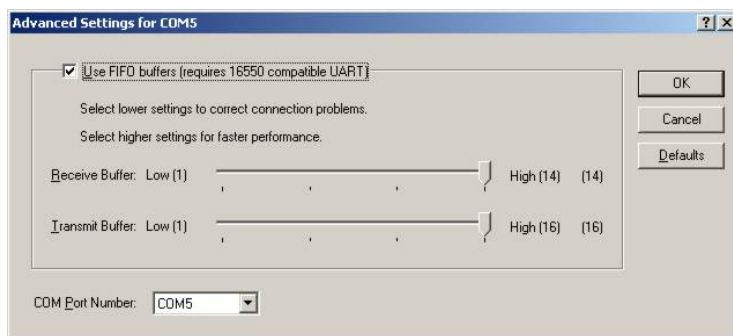 Advanced Settings for COM5
Use FIFO buffers (requires 16550 compatible UART)
Select lower settings to correct connection problems.
Select higher settings for faster performance.
Receive Buffer: Low (1) High (14) (14)
Transmit Buffer: Low (1) High (16) (16)
COM Port Number: COM5
OK
Cancel
Defaults